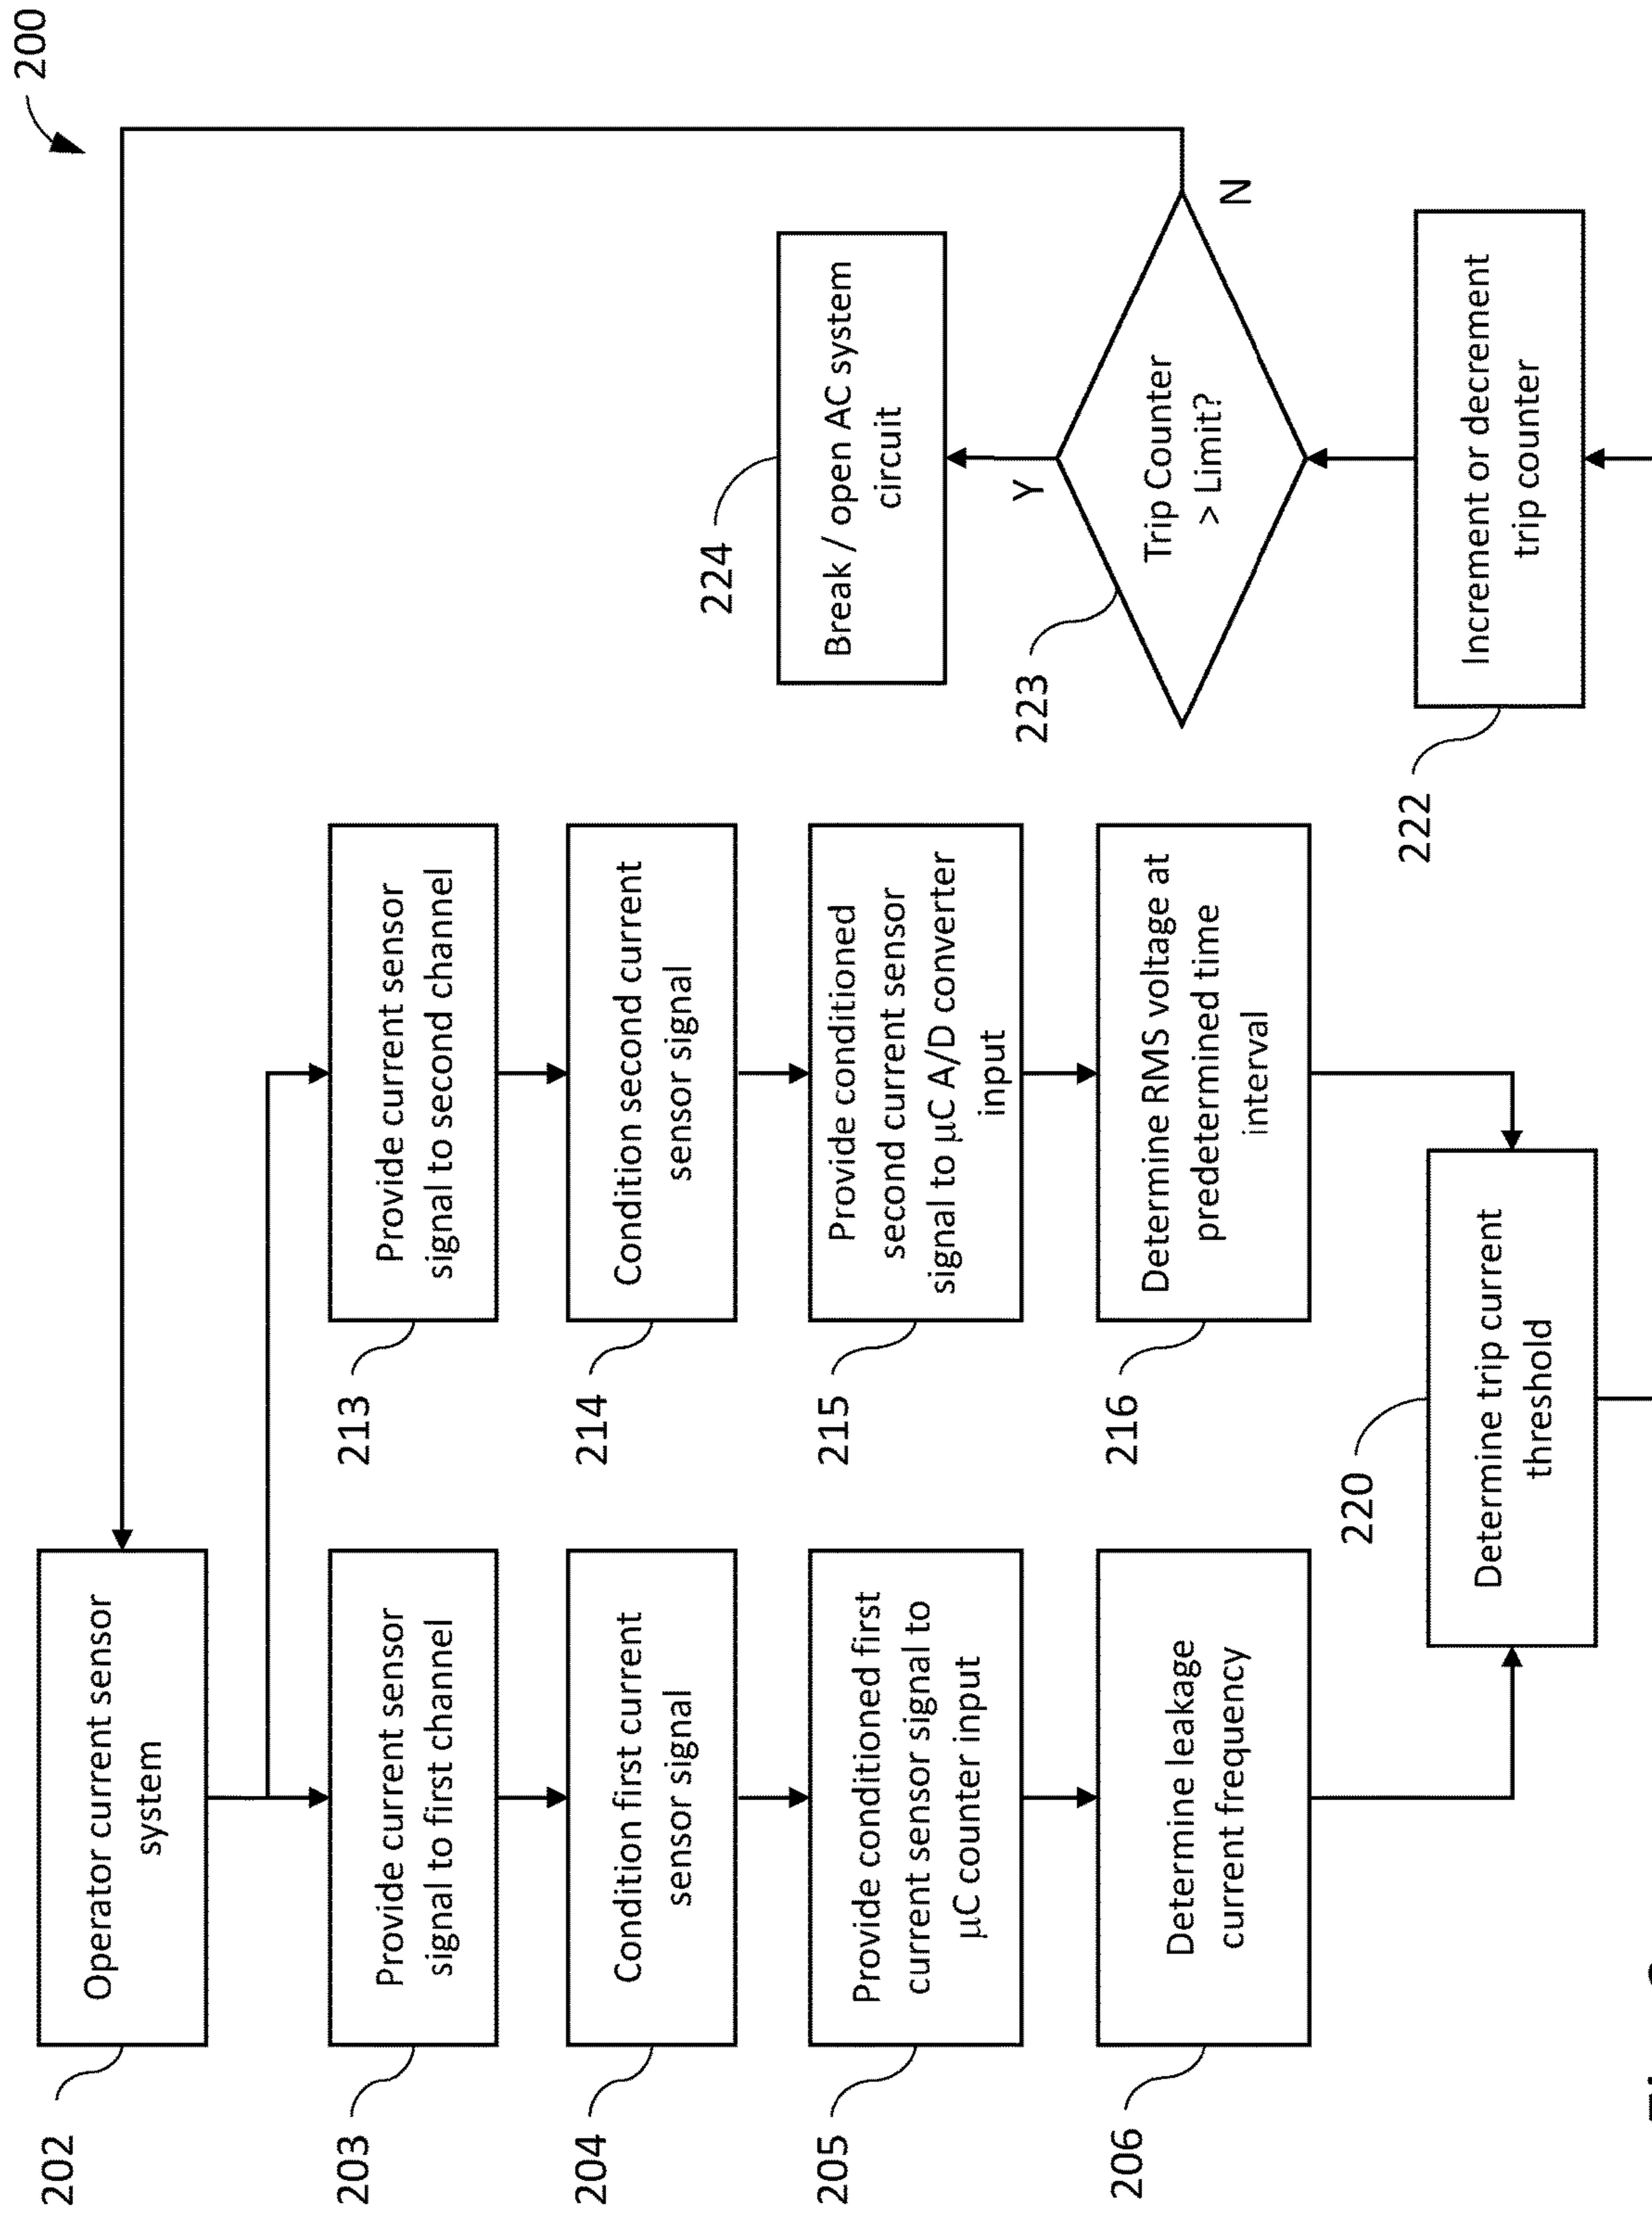 200
202
Operator current sensor
system
203
Provide current sensor
signal to first channel
204
Condition first current
sensor signal
205
Provide conditioned first
current sensor signal to
µC counter input
206
Determine leakage
current frequency
213
Provide current sensor
signal to second channel
214
Condition second current
sensor signal
215
Provide conditioned
second current sensor
signal to µC A/D converter
input
216
Determine RMS voltage at
predetermined time
interval
220
Determine trip current
threshold
222
Increment or decrement
trip counter
223
Trip Counter
> Limit?
Y
N
224
Break / open AC system
circuit